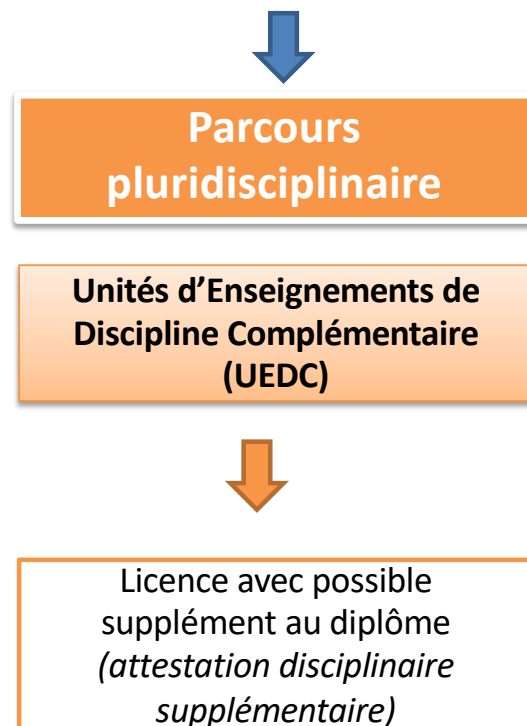 Parcours
pluridisciplinaire
Unités d’Enseignements de
Discipline Complémentaire
(UEDC)
Licence avec possible
supplément au diplôme
(attestation disciplinaire
supplémentaire)